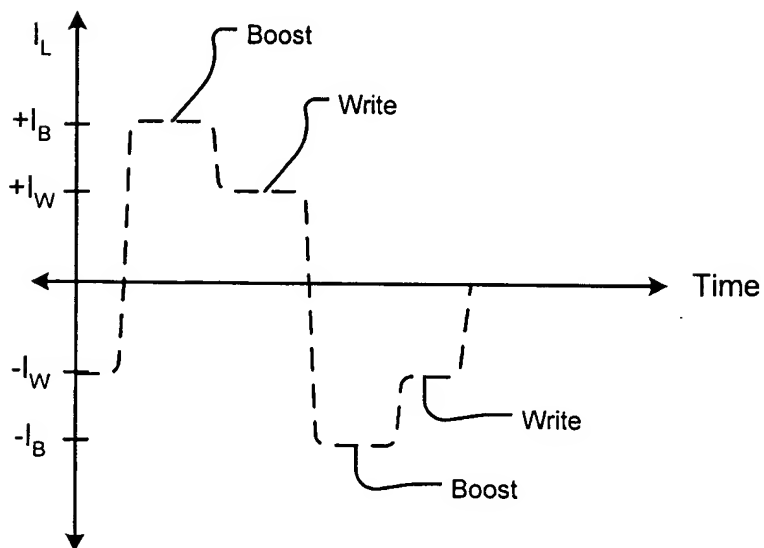 I_L
Boost
Write
+I_B
+I_W
Time
-I_W
Write
-I_B
Boost